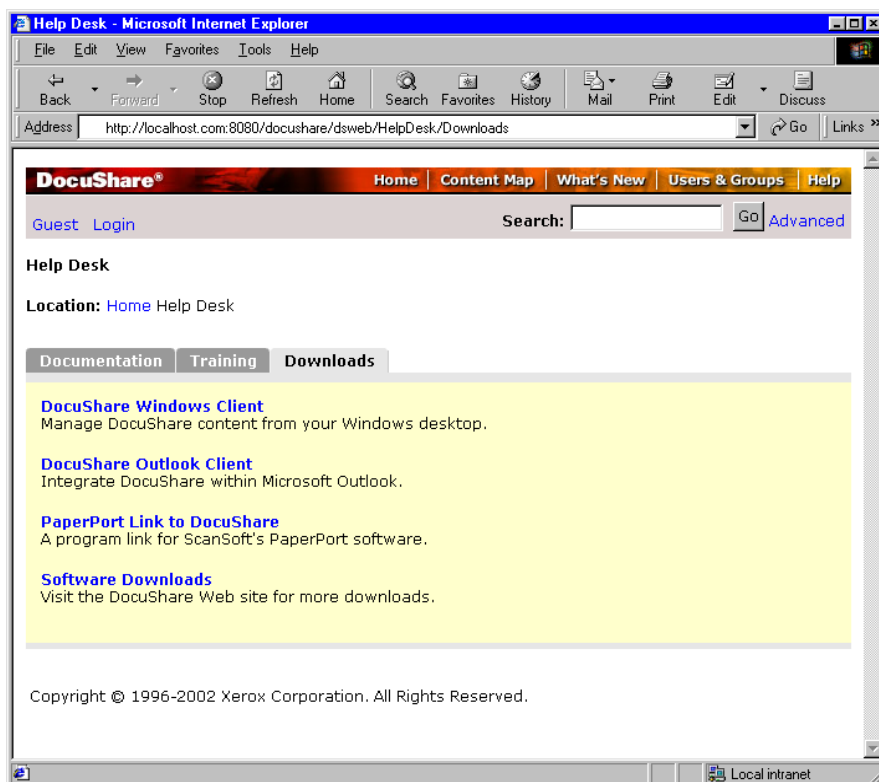 Help Desk - Microsoft Internet Explorer
File Edit View Favorites Tools Help
Back Forward Stop Refresh Home Search Favorites History Mail Print Edit Discuss
Address http://localhost.com:8080/docushare/dsweb/HelpDesk/Downloads Go Links »
DocuShare® Home | Content Map | What's New | Users & Groups | Help
Guest Login Search: Go Advanced
Help Desk
Location: Home Help Desk
Documentation Training Downloads
DocuShare Windows Client
Manage DocuShare content from your Windows desktop.
DocuShare Outlook Client
Integrate DocuShare within Microsoft Outlook.
PaperPort Link to DocuShare
A program link for ScanSoft's PaperPort software.
Software Downloads
Visit the DocuShare Web site for more downloads.
Copyright © 1996-2002 Xerox Corporation. All Rights Reserved.
Local intranet